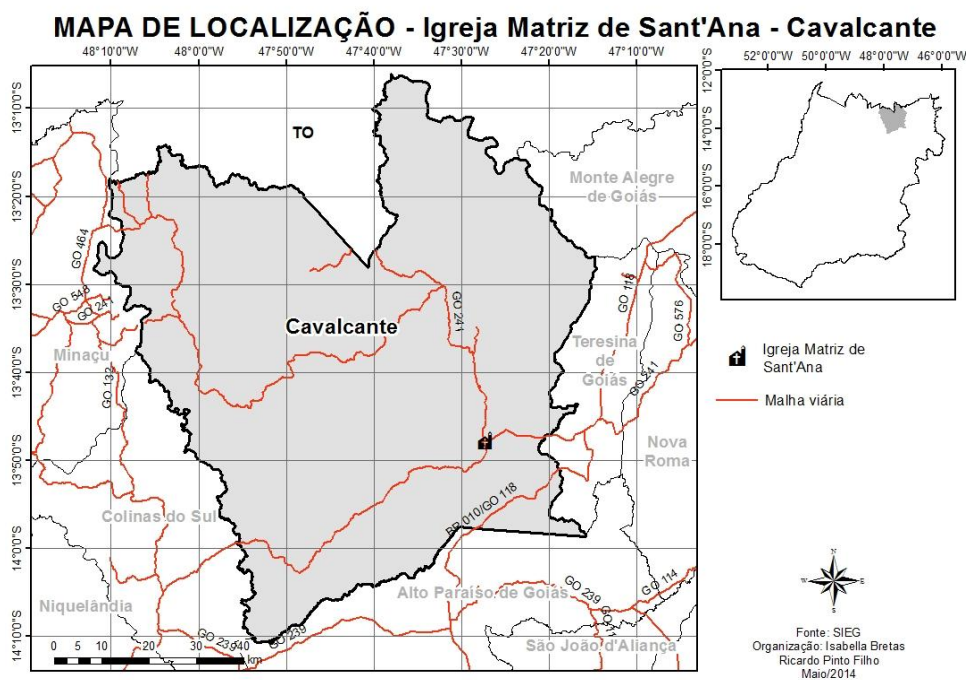 MAPA DE LOCALIZAÇÃO - Igreja Matriz de Sant'Ana - Cavalcante
48°10'0"W 48°0'0"W 47°50'0"W 47°40'0"W 47°30'0"W 47°20'0"W 47°10'0"W
52°0'0"W 50°0'0"W 48°0'0"W 46°0'0"W
12°0'0"S
14°0'0"S
16°0'0"S
18°0'0"S
13°10'0"S
13°20'0"S
13°30'0"S
13°40'0"S
13°50'0"S
14°0'0"S
14°10'0"S
TO
Monte Alegre
de Goiás
GO 464
GO 548
GO 241
GO 132
Minaçu
Cavalcante
GO 241
GO 118
GO 576
Teresina
de
Goiás
GO 241
Nova
Roma
Colinas do Sul
BR 010/GO 118
Niquelândia
Alto Paraíso de Goiás
GO 239
GO 114
GO 239
GO 239
São João d'Aliança
0 5 10 20 30 40
km
Igreja Matriz de
Sant'Ana
Malha viária
N
W E
S
Fonte: SIEG
Organização: Isabella Bretas
Ricardo Pinto Filho
Maio/2014